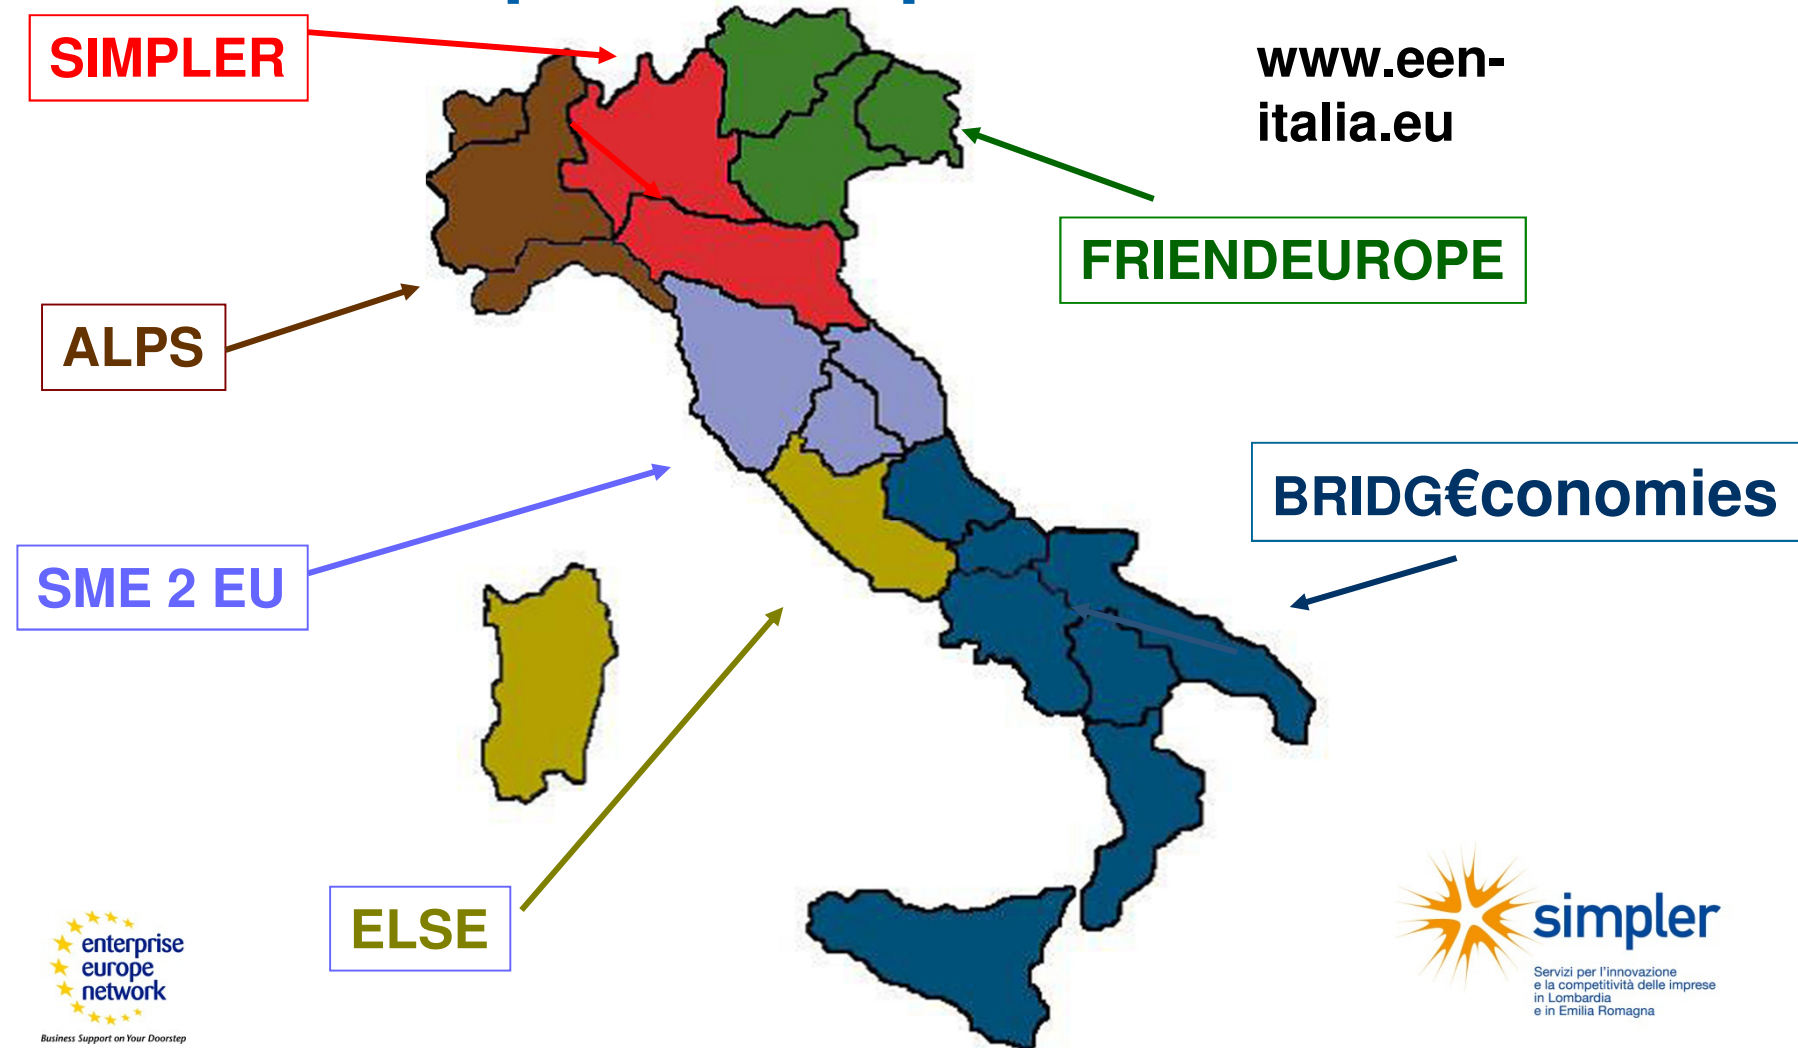 SIMPLER
www.een-
italia.eu
FRIENDEUROPE
ALPS
BRIDG€conomies
SME 2 EU
ELSE
enterprise
europe
network
Business Support on Your Doorstep
simpler
Servizi per l'innovazione
e la competitività delle imprese
in Lombardia
e in Emilia Romagna